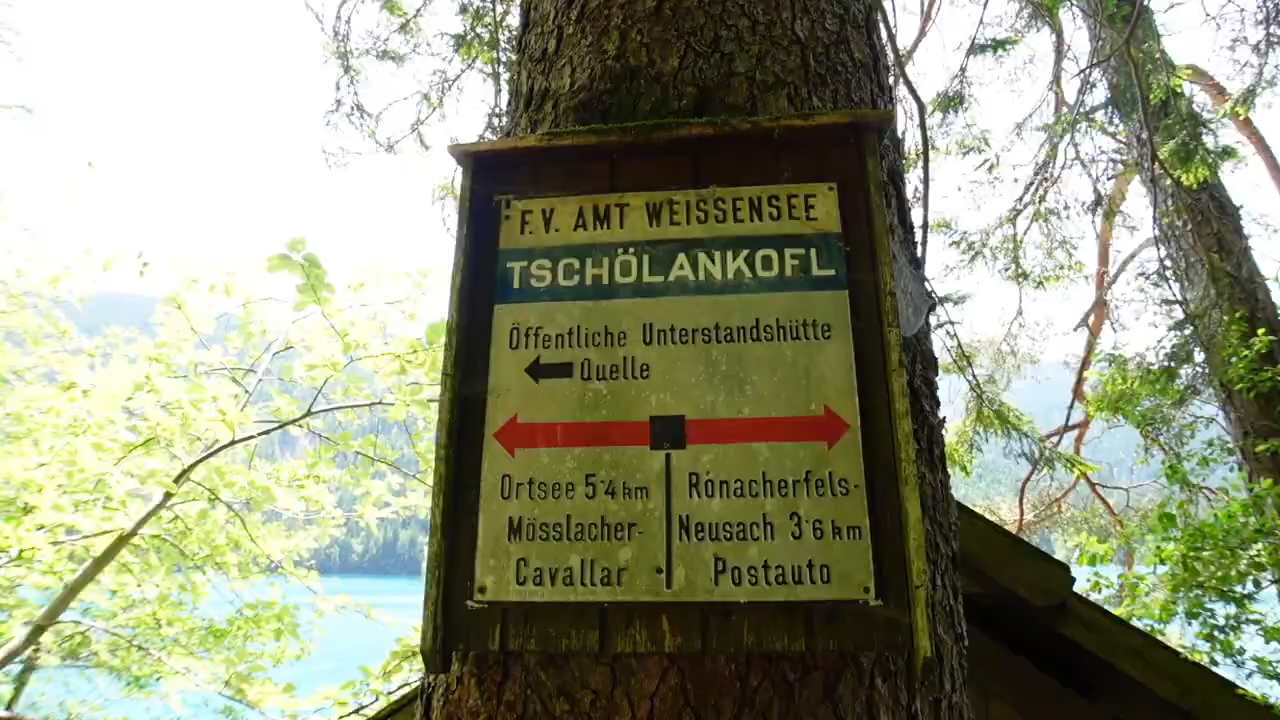 F.V. AMT WEISSENSEE
TSCHÖLANKOFL
Öffentliche Unterstandshütte
Quelle
Ortsee 5·4 km
Mösslacher-
Cavallar
Rónacherfels-
Neusach 3·6 km
Postauto